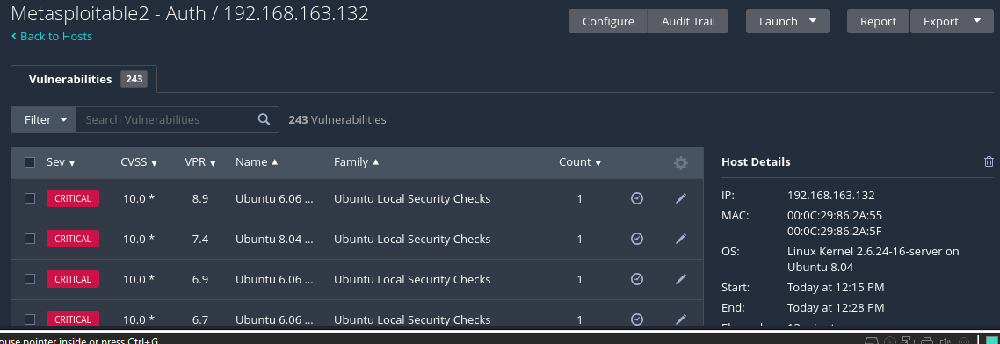 Metasploitable2 - Auth / 192.168.163.132
Configure Audit Trail Launch Report Export
Back to Hosts
Vulnerabilities 243
Filter Search Vulnerabilities 243 Vulnerabilities
Sev CVSS VPR Name Family Count
CRITICAL 10.0 * 8.9 Ubuntu 6.06 ... Ubuntu Local Security Checks 1
CRITICAL 10.0 * 7.4 Ubuntu 8.04 ... Ubuntu Local Security Checks 1
CRITICAL 10.0 * 6.9 Ubuntu 6.06 ... Ubuntu Local Security Checks 1
CRITICAL 10.0 * 6.7 Ubuntu 6.06 ... Ubuntu Local Security Checks 1
Host Details
IP: 192.168.163.132
MAC: 00:0C:29:86:2A:55
00:0C:29:86:2A:5F
OS: Linux Kernel 2.6.24-16-server on
Ubuntu 8.04
Start: Today at 12:15 PM
End: Today at 12:28 PM
pointer inside or press Ctrl+G